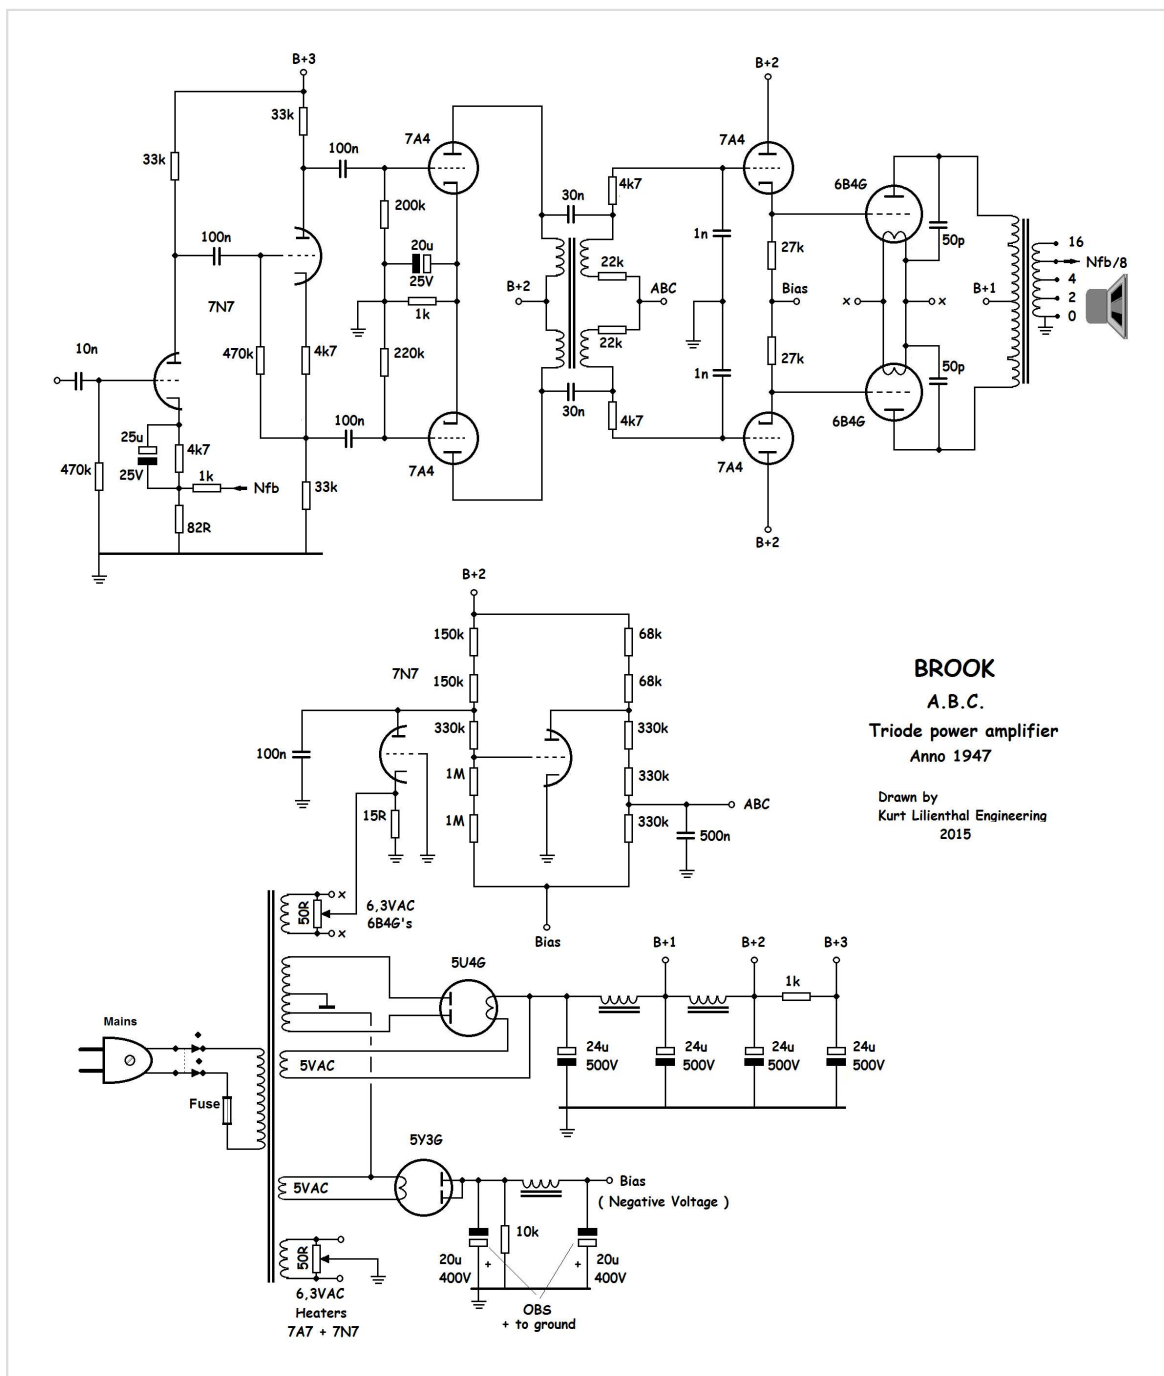 B+3
33k
33k
100n
7A4
200k
20u
25V
1k
220k
100n
7A4
100n
7N7
470k
4k7
33k
10n
470k
25u
25V
4k7
1k
Nfb
82R
30n
4k7
B+2
22k
ABC
22k
30n
4k7
B+2
7A4
1n
27k
Bias
27k
1n
7A4
B+2
6B4G
50p
x
x
50p
6B4G
B+1
16
Nfb/8
4
2
0
B+2
150k
68k
150k
68k
7N7
330k
330k
100n
1M
330k
15R
1M
330k
ABC
500n
Bias
BROOK
A.B.C.
Triode power amplifier
Anno 1947
Drawn by
Kurt Lilienthal Engineering
2015
50R
x
x
6,3VAC
6B4G's
5U4G
B+1
B+2
B+3
1k
24u
500V
24u
500V
24u
500V
24u
500V
Mains
Fuse
5VAC
5Y3G
5VAC
Bias
( Negative Voltage )
10k
20u
400V
+
20u
400V
+
OBS
+ to ground
50R
6,3VAC
Heaters
7A7 + 7N7